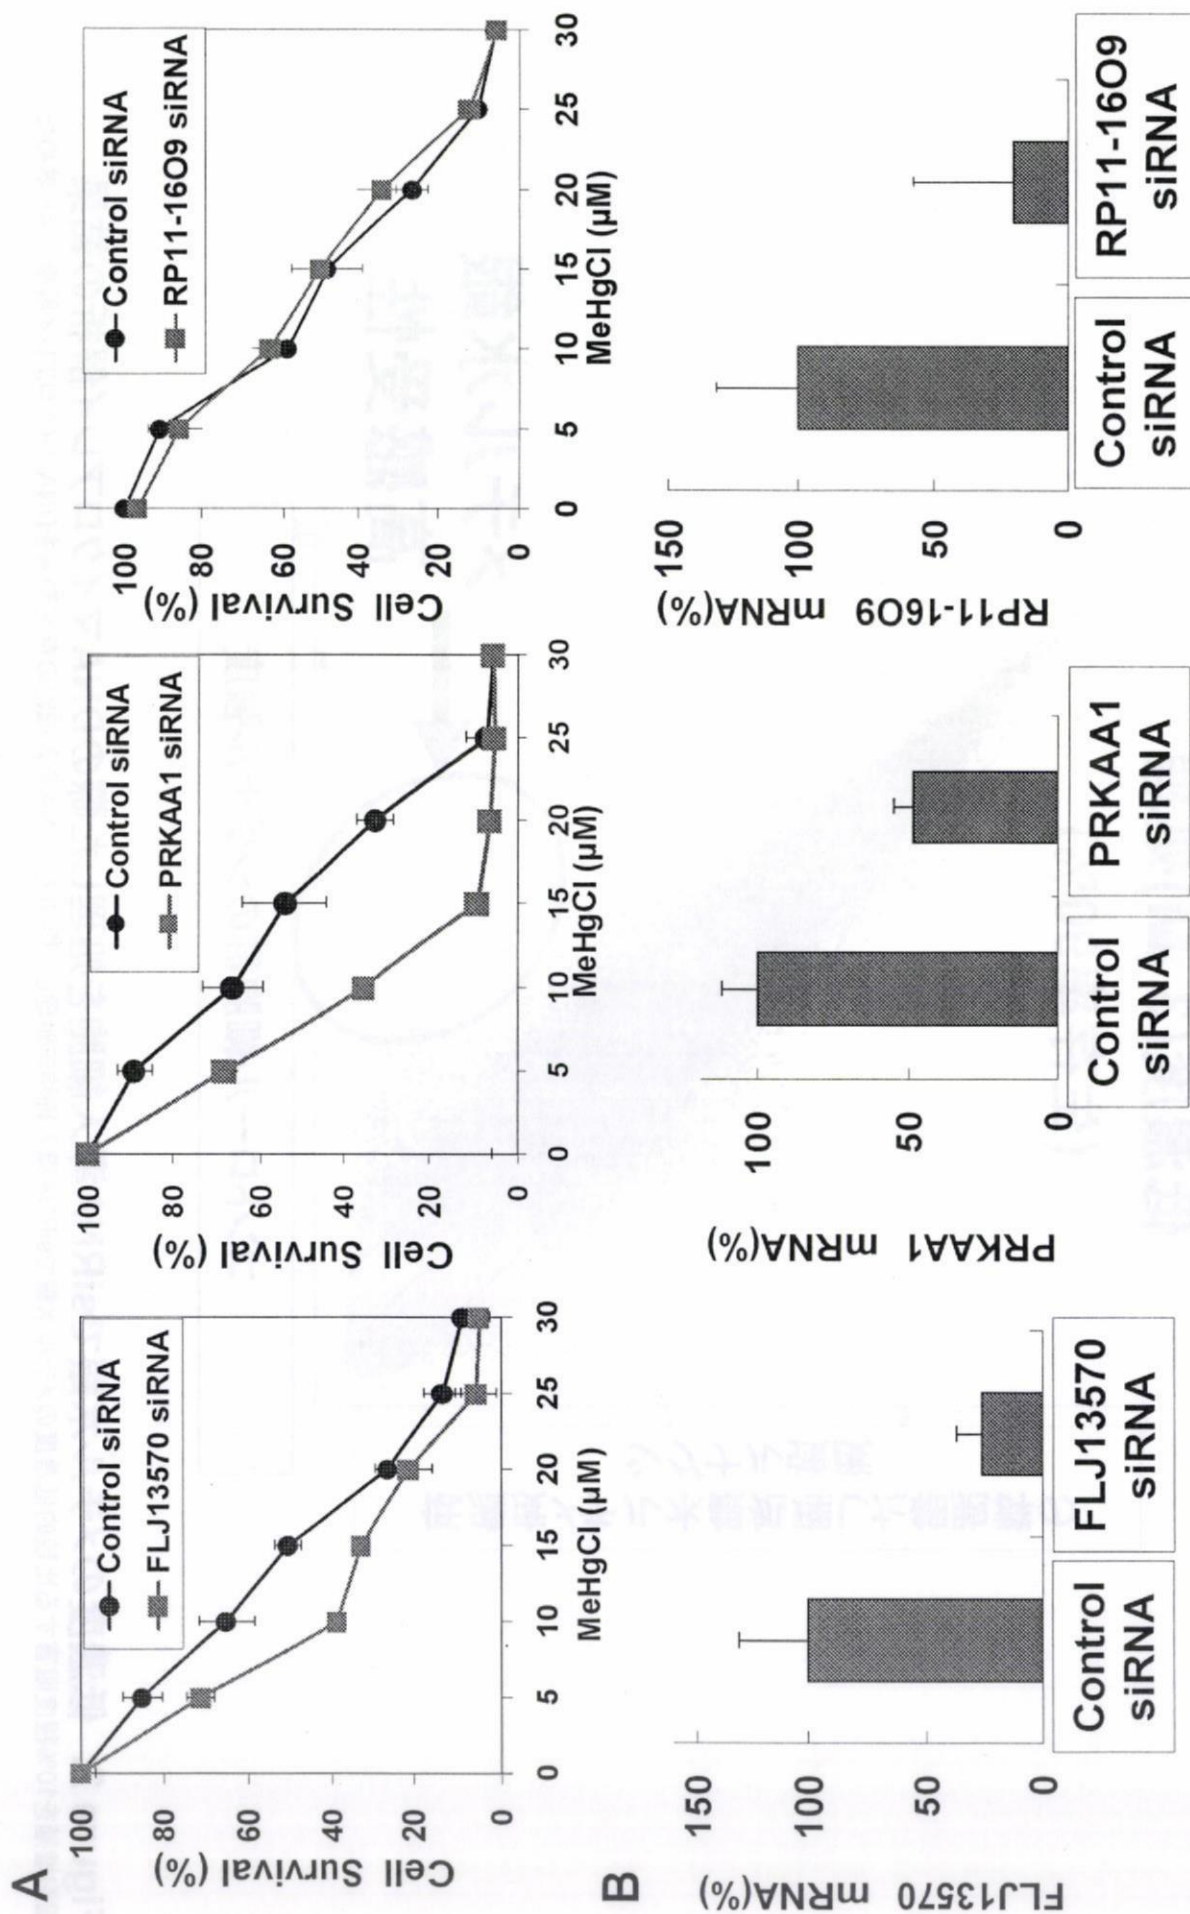 A
Cell Survival (%)
100
80
60
40
20
0
Control siRNA
FLJ13570 siRNA
0 5 10 15 20 25 30
MeHgCl (μM)
Cell Survival (%)
100
80
60
40
20
0
Control siRNA
PRKAA1 siRNA
0 5 10 15 20 25 30
MeHgCl (μM)
Cell Survival (%)
100
80
60
40
20
0
Control siRNA
RP11-16O9 siRNA
0 5 10 15 20 25 30
MeHgCl (μM)
B
FLJ13570 mRNA(%)
150
100
50
0
Control
siRNA
FLJ13570
siRNA
PRKAA1 mRNA(%)
100
50
0
Control
siRNA
PRKAA1
siRNA
RP11-16O9 mRNA(%)
150
100
50
0
Control
siRNA
RP11-16O9
siRNA